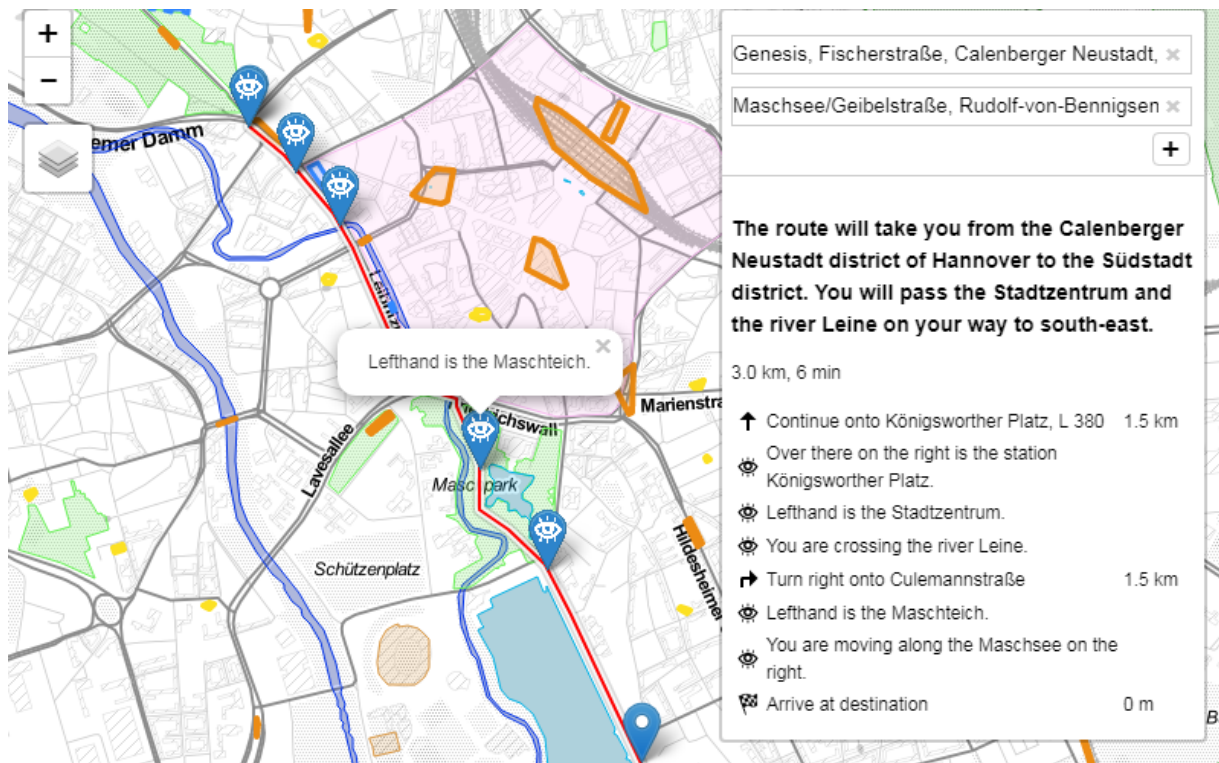 +
−
emer Damm
Leibniz
Lefthand is the Maschteich. ×
richswall
Marienstra
Lavesallee
Maschpark
Hildesheimer
Schützenplatz
Genesis, Fischerstraße, Calenberger Neustadt, ×
Maschsee/Geibelstraße, Rudolf-von-Bennigsen ×
+
The route will take you from the Calenberger
Neustadt district of Hannover to the Südstadt
district. You will pass the Stadtzentrum and
the river Leine on your way to south-east.
3.0 km, 6 min
Continue onto Königsworther Platz, L 380 1.5 km
Over there on the right is the station
Königsworther Platz.
Lefthand is the Stadtzentrum.
You are crossing the river Leine.
Turn right onto Culemannstraße 1.5 km
Lefthand is the Maschteich.
You are moving along the Maschsee on the
right.
Arrive at destination 0 m
B